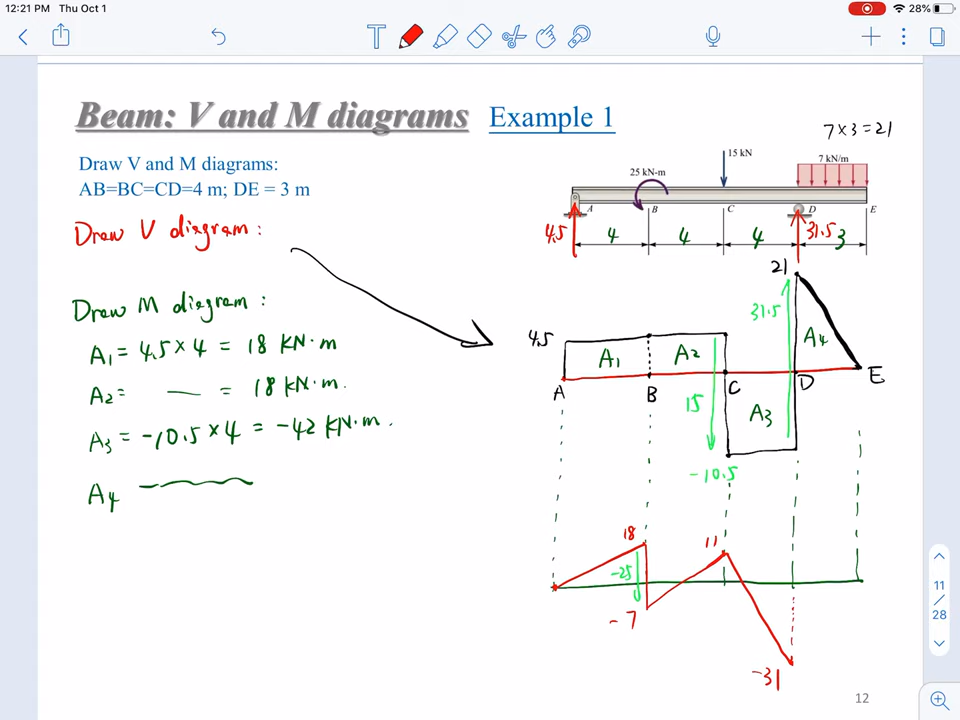 12:21 PM Thu Oct 1
28%
Beam: V and M diagrams Example 1
7 × 3 = 21
Draw V and M diagrams:
AB=BC=CD=4 m; DE = 3 m
15 kN
7 kN/m
25 kN-m
A B C D E
Draw V diagram:
4.5 4 4 4 31.5 3
21
31.5
Draw M diagram:
4.5
A1 A2 A4
A1 = 4.5 × 4 = 18 KN·m
A B C D E
A2 = — = 18 KN·m.
15 A3
A3 = -10.5 × 4 = -42 KN·m.
-10.5
A4
18 11
-25
-7
-31
11
/
28
12